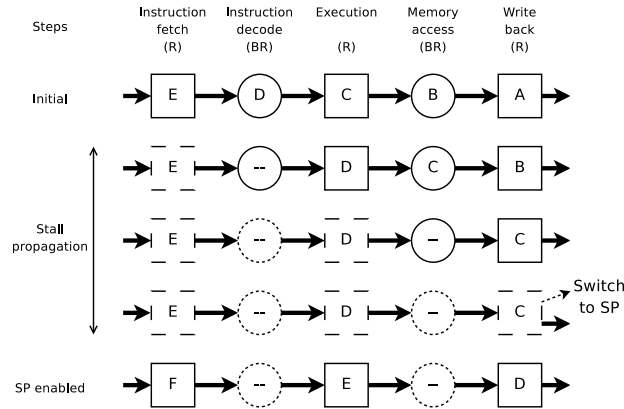 Steps
Instruction fetch (R)
Instruction decode (BR)
Execution (R)
Memory access (BR)
Write back (R)
Initial
E D C B A
E -- D C B
Stall propagation
E -- D – C
E -- D – C
Switch to SP
SP enabled
F -- E – D